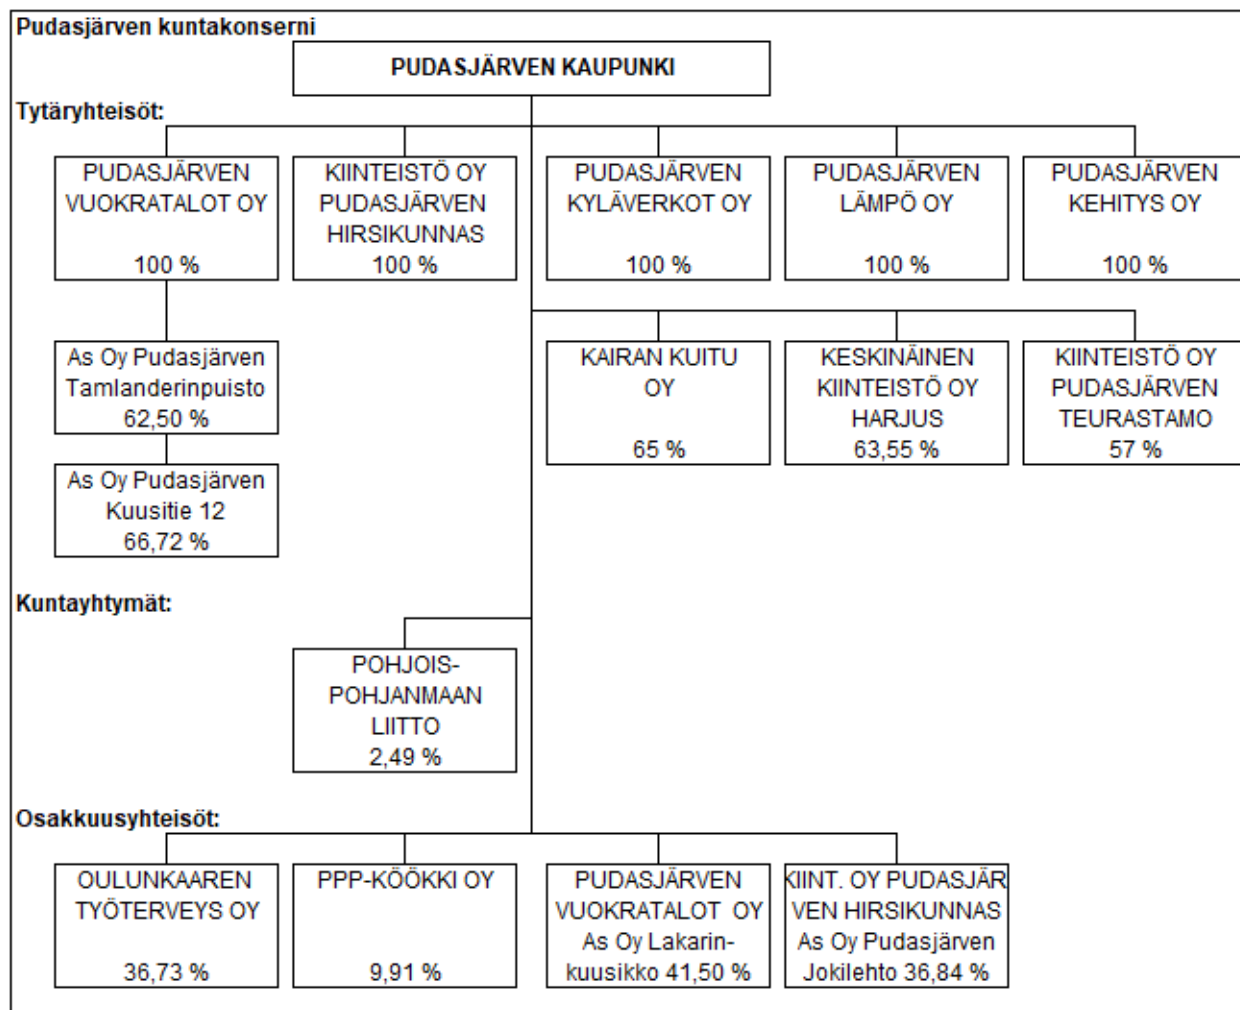 Pudasjärven kuntakonserni
PUDASJÄRVEN KAUPUNKI
Tytäryhteisöt:
PUDASJÄRVEN
VUOKRATALOT OY
100 %
KIINTEISTÖ OY
PUDASJÄRVEN
HIRSIKUNNAS
100 %
PUDASJÄRVEN
KYLÄVERKOT OY
100 %
PUDASJÄRVEN
LÄMPÖ OY
100 %
PUDASJÄRVEN
KEHITYS OY
100 %
As Oy Pudasjärven
Tamlanderinpuisto
62,50 %
As Oy Pudasjärven
Kuusitie 12
66,72 %
KAIRAN KUITU
OY
65 %
KESKINÄINEN
KIINTEISTÖ OY
HARJUS
63,55 %
KIINTEISTÖ OY
PUDASJÄRVEN
TEURASTAMO
57 %
Kuntayhtymät:
POHJOIS-
POHJANMAAN
LIITTO
2,49 %
Osakkuusyhteisöt:
OULUNKAAREN
TYÖTERVEYS OY
36,73 %
PPP-KÖÖKKI OY
9,91 %
PUDASJÄRVEN
VUOKRATALOT OY
As Oy Lakarin-
kuusikko 41,50 %
KIINT. OY PUDASJÄR
VEN HIRSIKUNNAS
As Oy Pudasjärven
Jokilehto 36,84 %